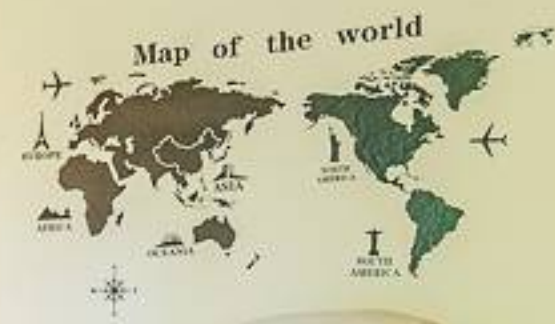 Map of the world
EUROPE
ASIA
AFRICA
OCEANIA
NORTH
AMERICA
SOUTH
AMERICA